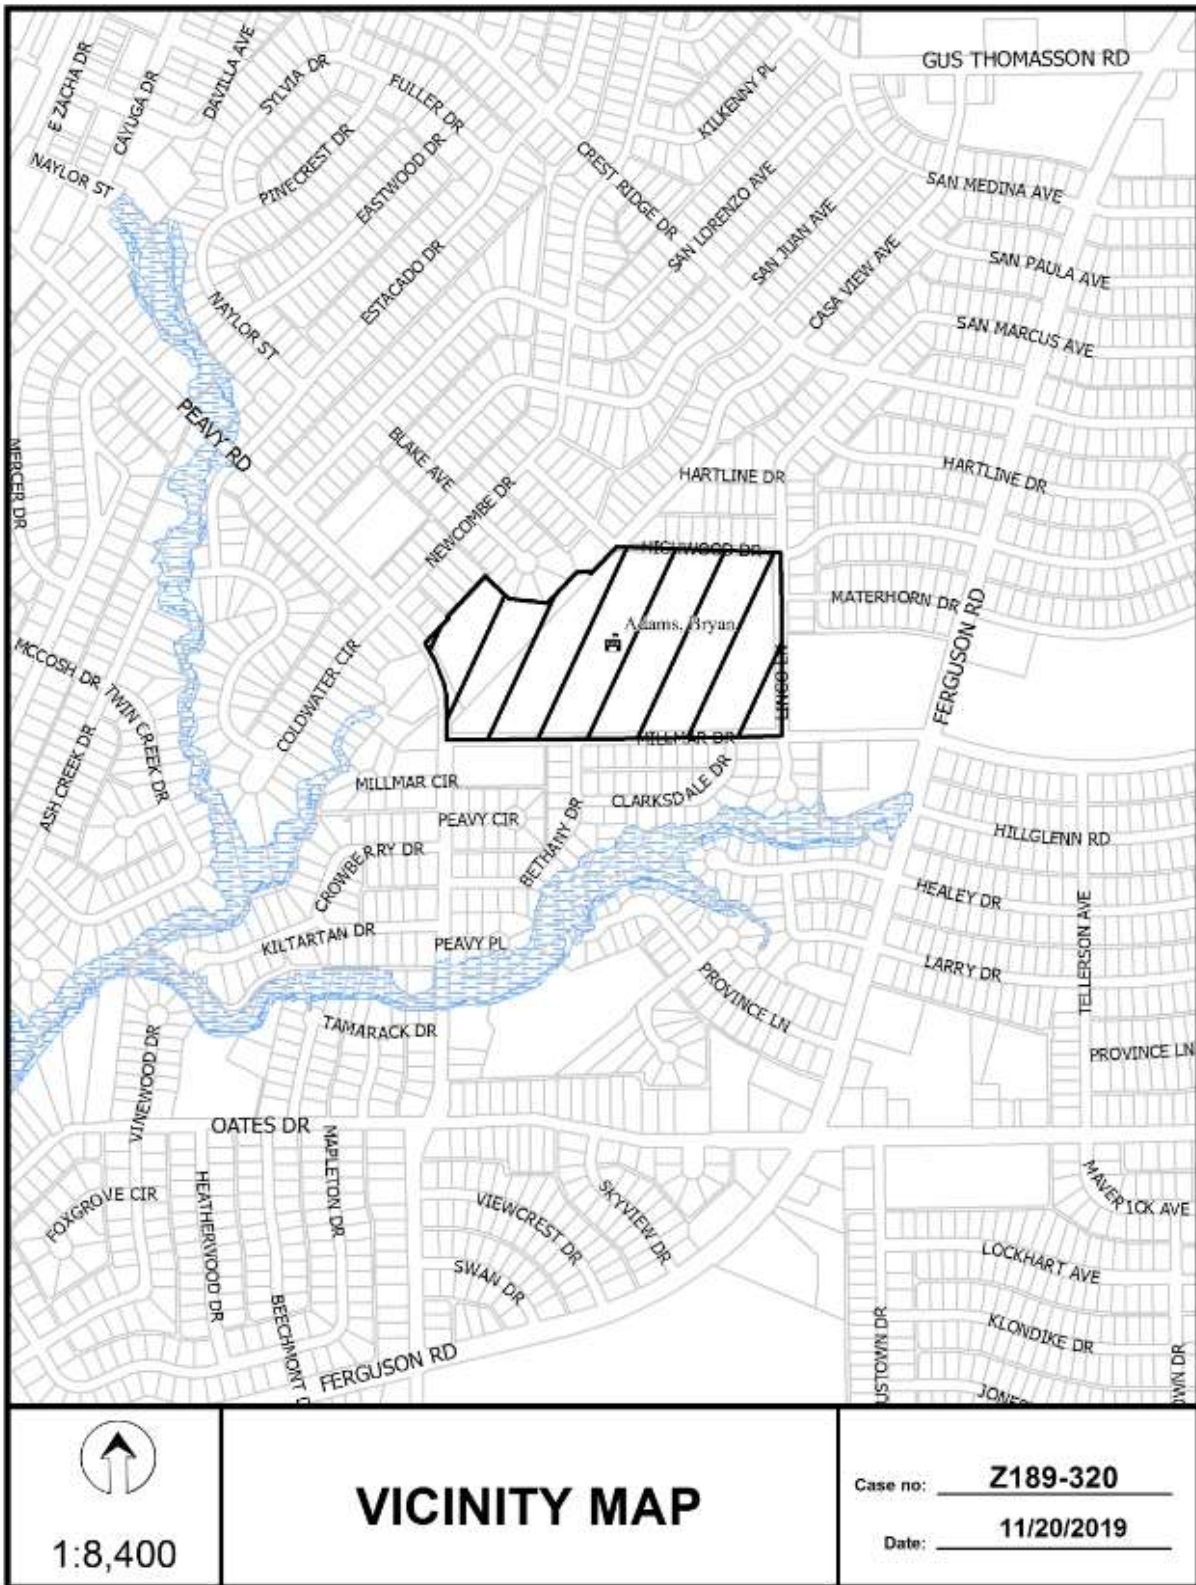 GUS THOMASSON RD
E ZACHA DR
CAYUGA DR
DAVILLA AVE
SYLVIA DR
FULLER DR
KILKENNY PL
NAYLOR ST
PINECREST DR
EASTWOOD DR
CREST RIDGE DR
SAN LORENZO AVE
SAN MEDINA AVE
SAN JUAN AVE
ESTACADO DR
CASA VIEW AVE
SAN PAULA AVE
NAYLOR ST
SAN MARCUS AVE
PEAVY RD
MERCER DR
BLAKE AVE
NEWCOMBE DR
HARTLINE DR
HARTLINE DR
HIGHWOOD DR
MATERHORN DR
Adams, Bryan
FERGUSON RD
MCCOSH DR
TWIN CREEK DR
COLDWATER CIR
ASH CREEK DR
MILLMAR DR
MILLMAR CIR
CLARKSDALE DR
PEAVY CIR
BETHANY DR
HILLGLENN RD
CROWBERRY DR
HEALEY DR
TELLERSON AVE
KILTARTAN DR
PEAVY PL
LARRY DR
PROVINCE LN
TAMARACK DR
PROVINCE LN
VINEWOOD DR
OATES DR
MAPLETON DR
FOXGROVE CIR
HEATHERWOOD DR
VIEWCREST DR
SKYVIEW DR
MAVERICK AVE
SWAN DR
LOCKHART AVE
BEECHMONT D
FERGUSON RD
USTOWN DR
KLONDIKE DR
OWN DR
JONES
1:8,400
VICINITY MAP
Case no: Z189-320
Date: 11/20/2019